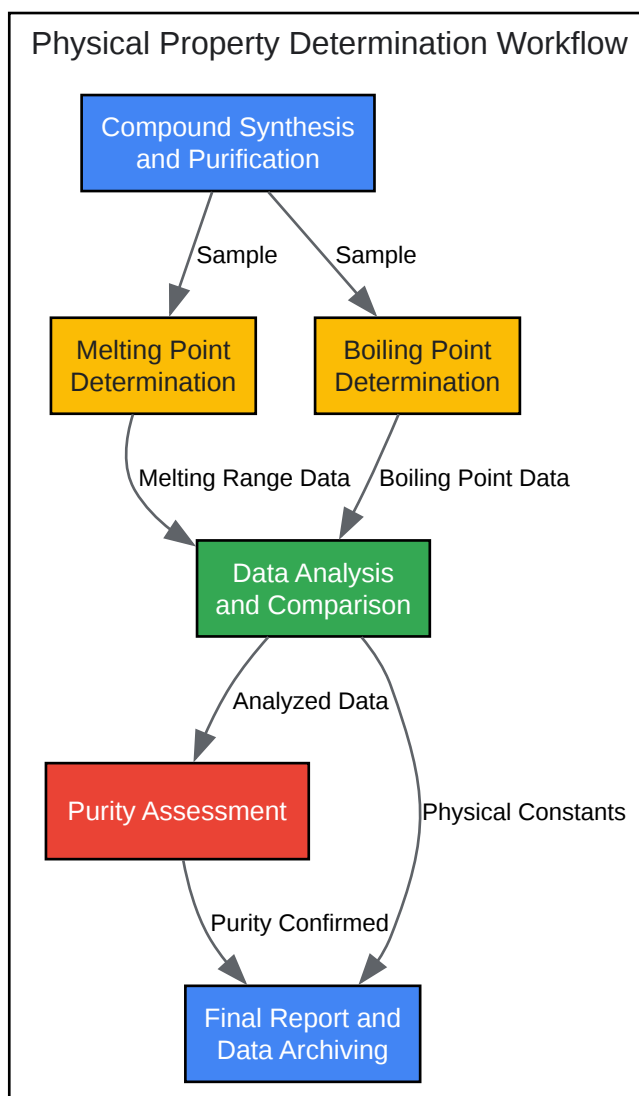 Physical Property Determination Workflow
Compound Synthesis
and Purification
Sample
Sample
Melting Point
Determination
Boiling Point
Determination
Melting Range Data
Boiling Point Data
Data Analysis
and Comparison
Analyzed Data
Purity Assessment
Physical Constants
Purity Confirmed
Final Report and
Data Archiving